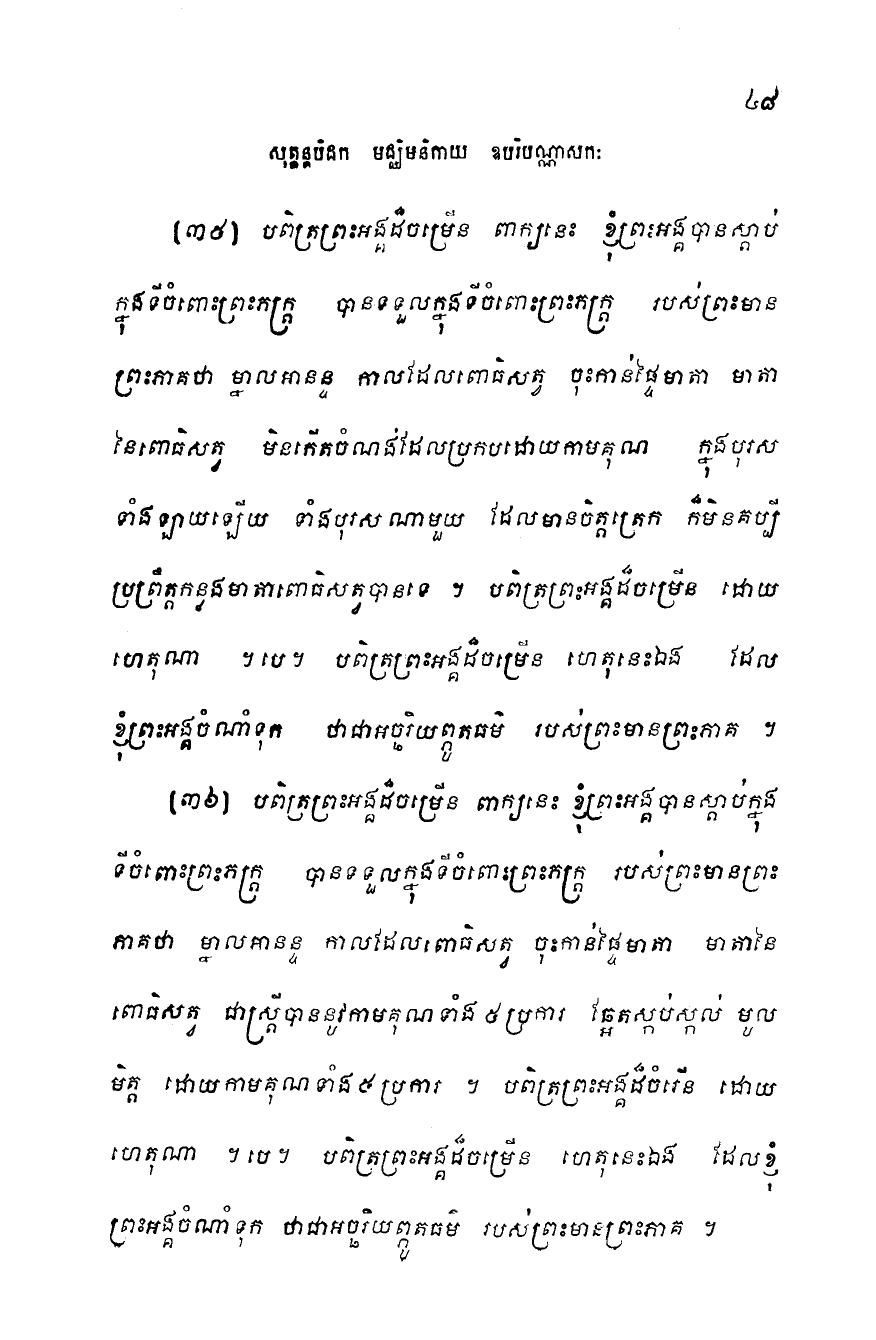 ៤៨
សុត្តន្តបិដក មជ្ឈិមនិកាយ ឧបរិបណ្ណាសកៈ
(៣៥) បពិត្រព្រះអង្គដ៏ចម្រើន ពាក្យនេះ ខ្ញុំព្រះអង្គបានស្តាប់
ក្នុងទីចំពោះព្រះភក្ត្រ បានទទួលក្នុងទីចំពោះព្រះភក្ត្រ របស់ព្រះមាន
ព្រះភាគថា ម្នាលអានន្ទ កាលដែលពោធិសត្វ ចុះកាន់ផ្ទៃមាតា មាតា
នៃពោធិសត្វ មិនកើតចំណង់ដែលប្រកបដោយកាមគុណ ក្នុងបុរស
ទាំងឡាយឡើយ ទាំងបុរសណាមួយ ដែលមានចិត្តត្រេក ក៏មិនគប្បី
ប្រព្រឹត្តកន្លងមាតាពោធិសត្វបានទេ ។ បពិត្រព្រះអង្គដ៏ចម្រើន ដោយ
ហេតុណា ។បេ។ បពិត្រព្រះអង្គដ៏ចម្រើន ហេតុនេះឯង ដែល
ខ្ញុំព្រះអង្គចំណាំទុក ថាជាអច្ឆរិយព្ភូតធម៌ របស់ព្រះមានព្រះភាគ ។
(៣៦) បពិត្រព្រះអង្គដ៏ចម្រើន ពាក្យនេះ ខ្ញុំព្រះអង្គបានស្តាប់ក្នុង
ទីចំពោះព្រះភក្ត្រ បានទទួលក្នុងទីចំពោះព្រះភក្ត្រ របស់ព្រះមានព្រះ
ភាគថា ម្នាលអានន្ទ កាលដែលពោធិសត្វ ចុះកាន់ផ្ទៃមាតា មាតានៃ
ពោធិសត្វ ជាស្ត្រីបាននូវកាមគុណទាំង ៥ ប្រការ ឆ្អែតស្កប់ស្កល់ មូល
មិត្ត ដោយកាមគុណទាំង ៥ ប្រការ ។ បពិត្រព្រះអង្គដ៏ចំរើន ដោយ
ហេតុណា ។បេ។ បពិត្រព្រះអង្គដ៏ចម្រើន ហេតុនេះឯង ដែលខ្ញុំ
ព្រះអង្គចំណាំទុក ថាជាអច្ឆរិយព្ភូតធម៌ របស់ព្រះមានព្រះភាគ ។